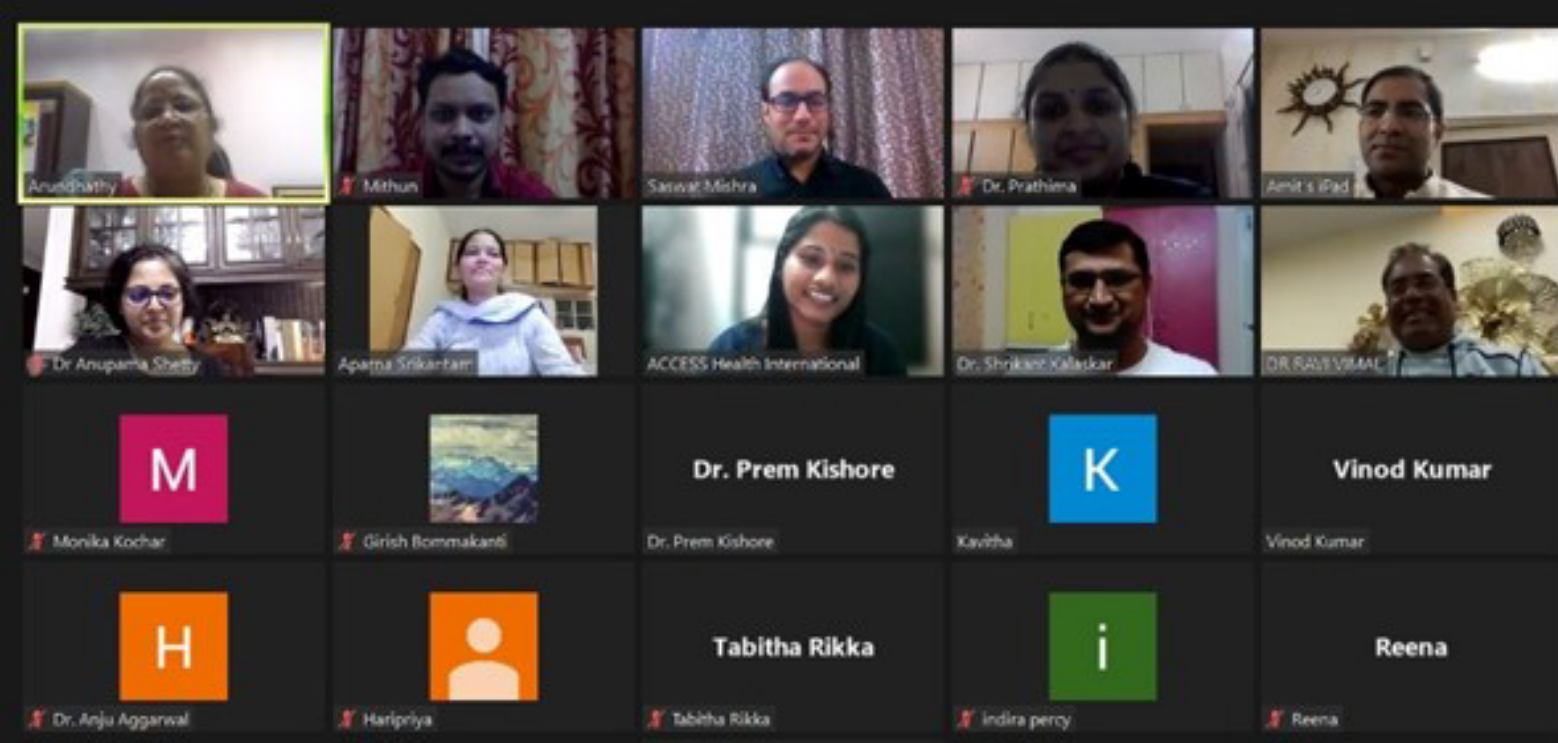 Arundhathy
Mithun
Saswat Mishra
Dr. Prathima
Amit's iPad
Dr Anupama Shetty
Aparna Srikantam
ACCESS Health International
Dr. Shrikant Kalaskar
DR RAVI VIMAL
M
Monika Kochar
Girish Bommakanti
Dr. Prem Kishore
Dr. Prem Kishore
K
Kavitha
Vinod Kumar
Vinod Kumar
H
Dr. Anju Aggarwal
Haripriya
Tabitha Rikka
Tabitha Rikka
i
indira percy
Reena
Reena